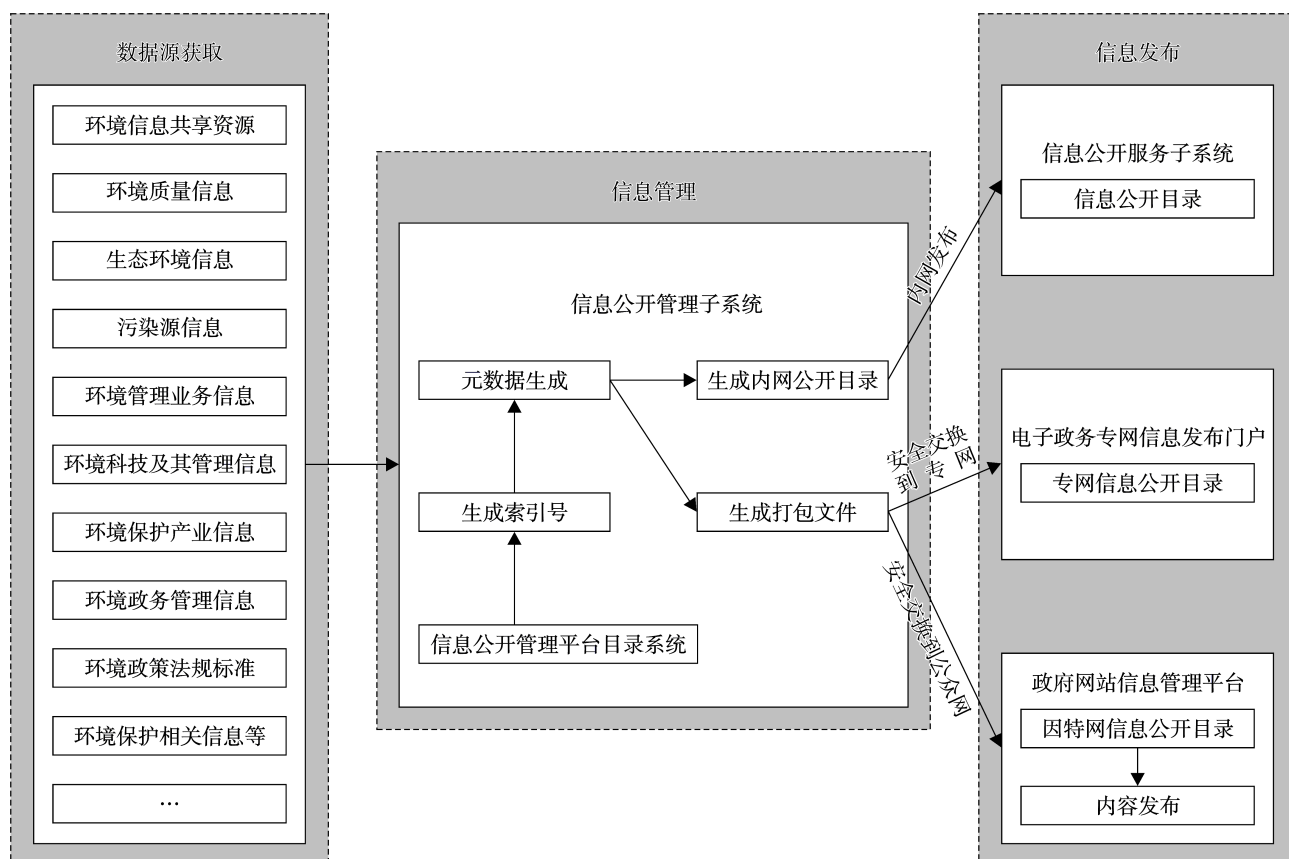 数据源获取
环境信息共享资源
环境质量信息
生态环境信息
污染源信息
环境管理业务信息
环境科技及其管理信息
环境保护产业信息
环境政务管理信息
环境政策法规标准
环境保护相关信息等
…
信息管理
信息公开管理子系统
元数据生成
生成内网公开目录
生成索引号
生成打包文件
信息公开管理平台目录系统
内网发布
安全交换
到专网
安全交换到公众网
信息发布
信息公开服务子系统
信息公开目录
电子政务专网信息发布门户
专网信息公开目录
政府网站信息管理平台
因特网信息公开目录
内容发布